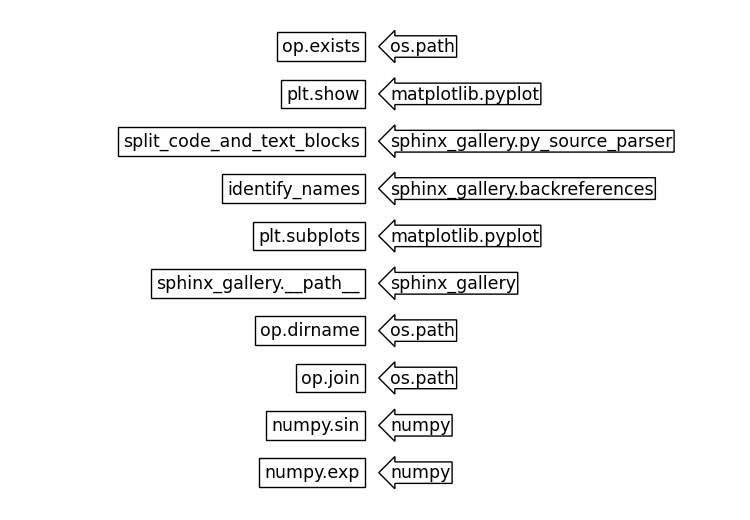 op.exists os.path
plt.show matplotlib.pyplot
split_code_and_text_blocks sphinx_gallery.py_source_parser
identify_names sphinx_gallery.backreferences
plt.subplots matplotlib.pyplot
sphinx_gallery.__path__ sphinx_gallery
op.dirname os.path
op.join os.path
numpy.sin numpy
numpy.exp numpy